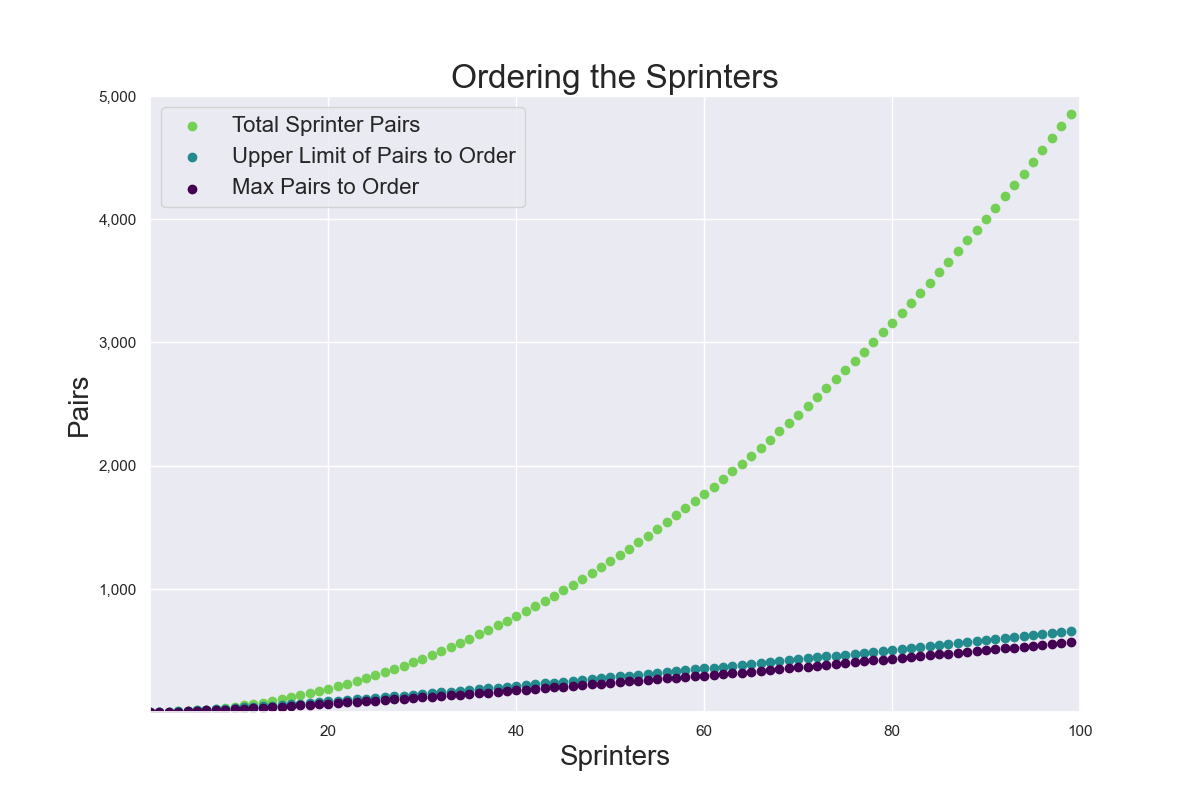 Ordering the Sprinters
5,000
Total Sprinter Pairs
Upper Limit of Pairs to Order
Max Pairs to Order
4,000
3,000
2,000
1,000
Pairs
20 40 60 80 100
Sprinters